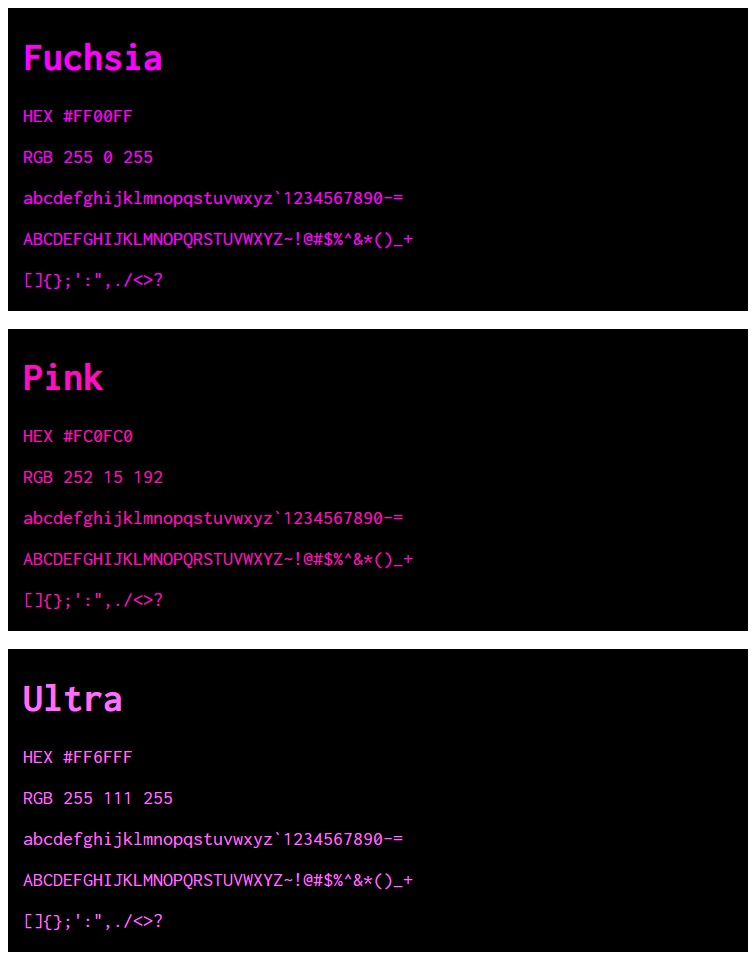 Fuchsia
HEX #FF00FF
RGB 255 0 255
abcdefghijklmnopqstuvwxyz`1234567890-=
ABCDEFGHIJKLMNOPQRSTUVWXYZ~!@#$%^&*()_+
[]{};':",./<>?
Pink
HEX #FC0FC0
RGB 252 15 192
abcdefghijklmnopqstuvwxyz`1234567890-=
ABCDEFGHIJKLMNOPQRSTUVWXYZ~!@#$%^&*()_+
[]{};':",./<>?
Ultra
HEX #FF6FFF
RGB 255 111 255
abcdefghijklmnopqstuvwxyz`1234567890-=
ABCDEFGHIJKLMNOPQRSTUVWXYZ~!@#$%^&*()_+
[]{};':",./<>?